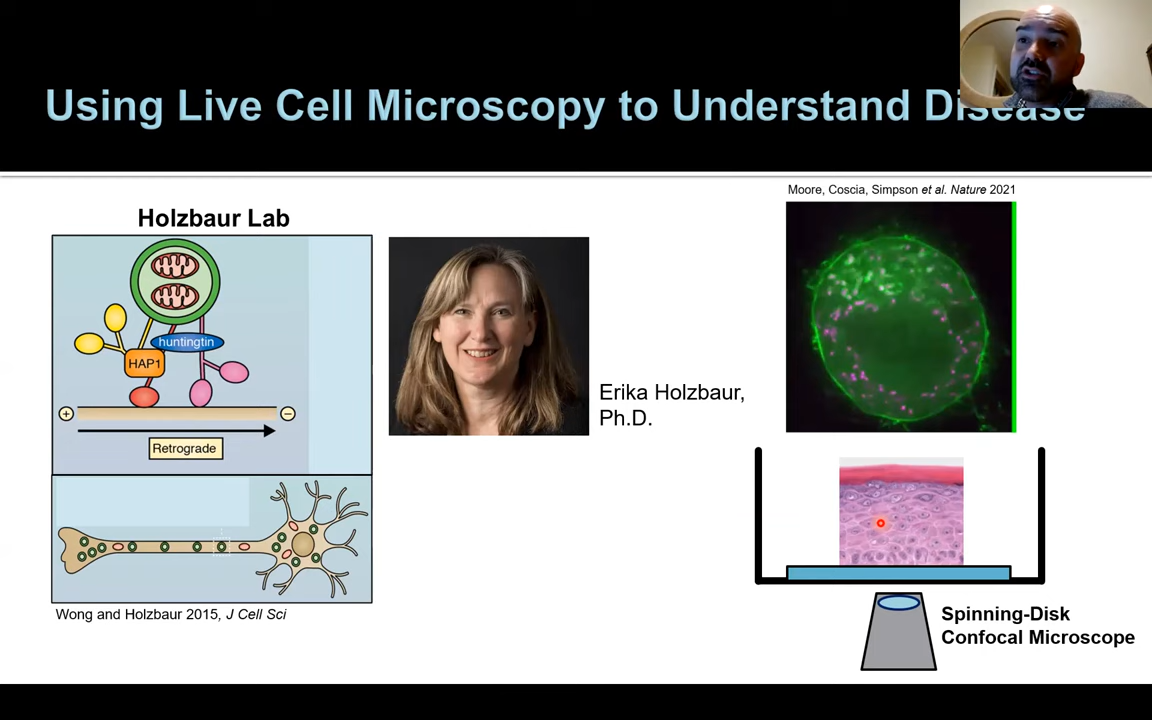 Using Live Cell Microscopy to Understand Disease
Moore, Coscia, Simpson et al. Nature 2021
Holzbaur Lab
huntingtin
HAP1
+
−
Retrograde
Erika Holzbaur,
Ph.D.
Wong and Holzbaur 2015, J Cell Sci
Spinning-Disk
Confocal Microscope